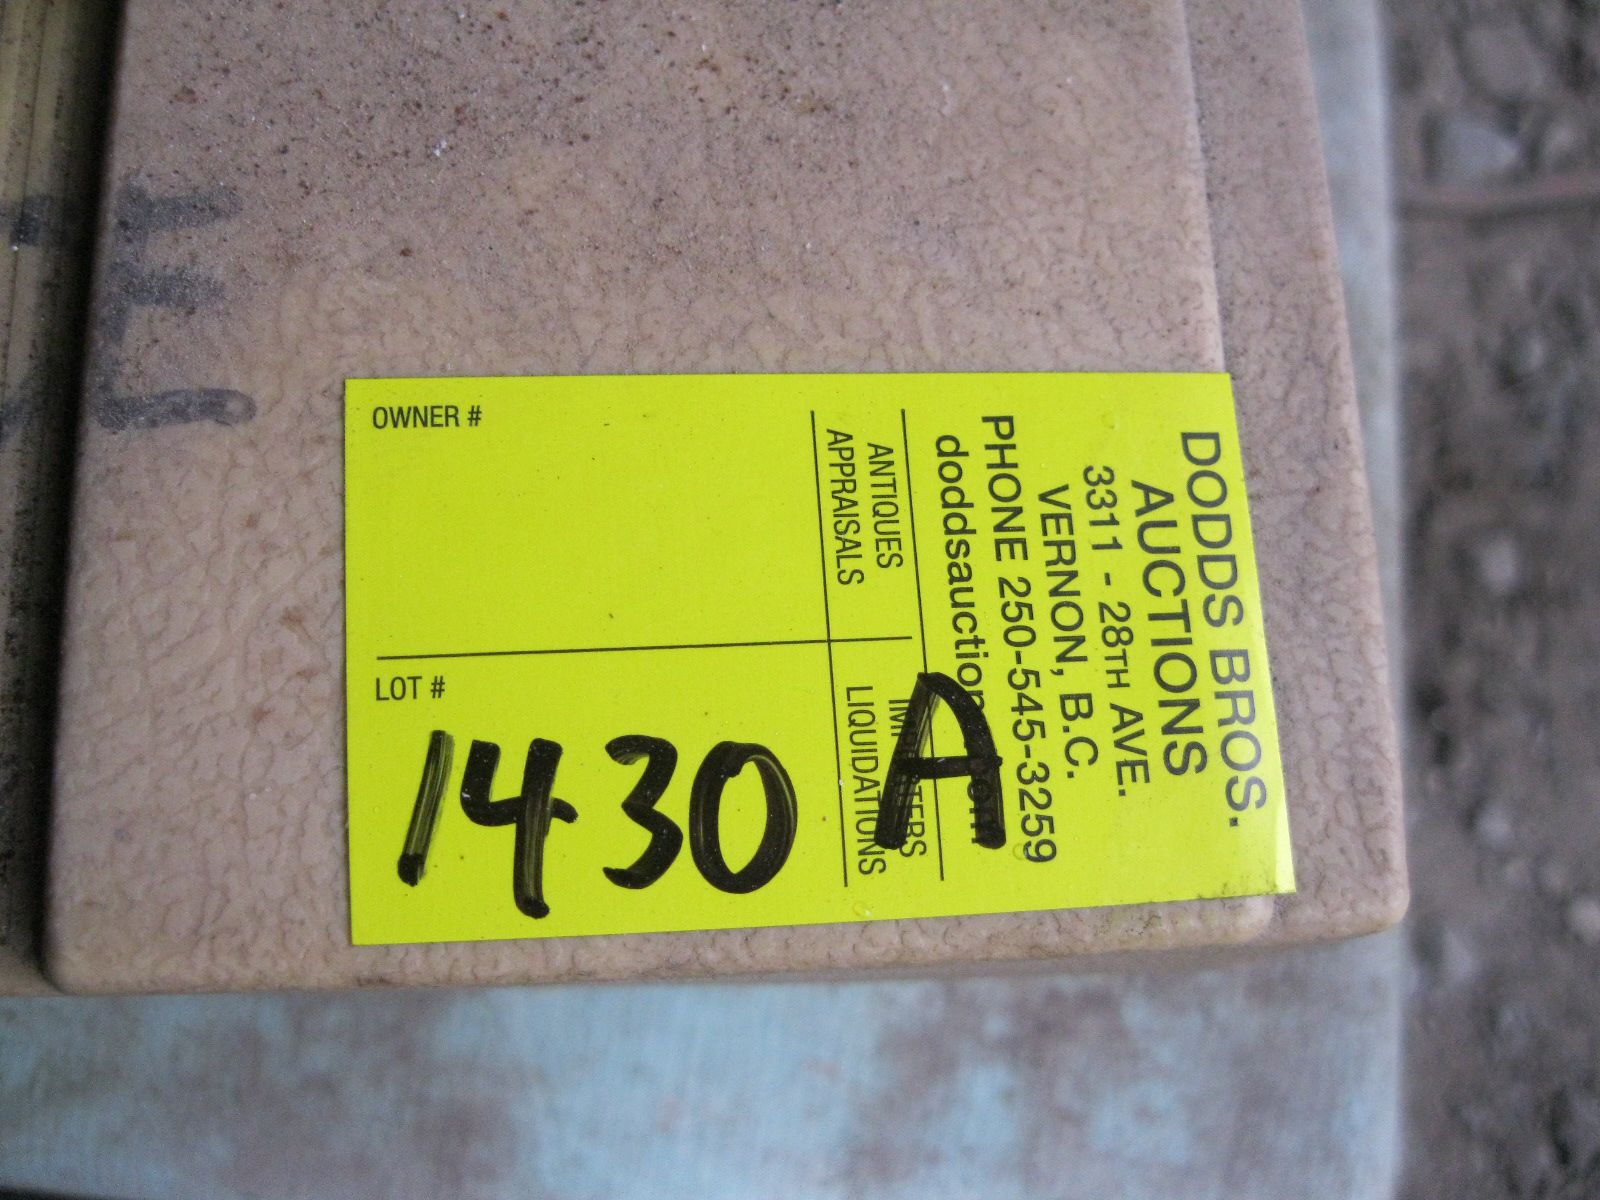 DODDS BROS.
AUCTIONS
3311 - 28TH AVE.
VERNON, B.C.
PHONE 250-545-3259
ANTIQUES
APPRAISALS
LIQUIDATIONS
OWNER #
LOT #
1430 A